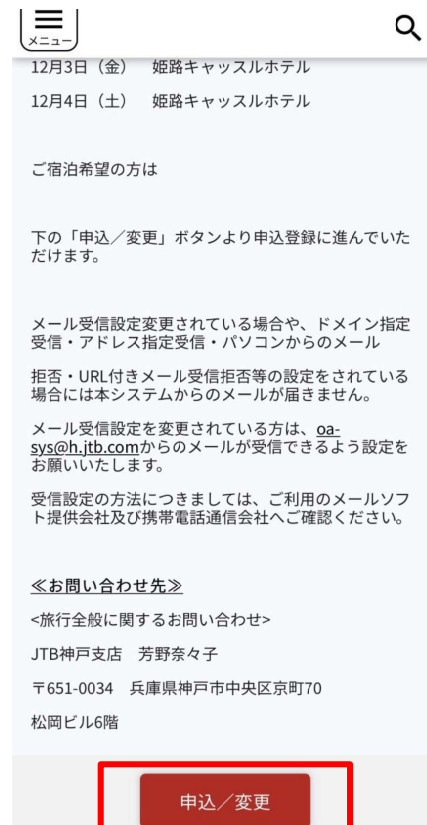 メニュー
12月3日（金）　姫路キャッスルホテル
12月4日（土）　姫路キャッスルホテル
ご宿泊希望の方は
下の「申込／変更」ボタンより申込登録に進んでいた
だけます。
メール受信設定変更されている場合や、ドメイン指定
受信・アドレス指定受信・パソコンからのメール
拒否・URL付きメール受信拒否等の設定をされている
場合には本システムからのメールが届きません。
メール受信設定を変更されている方は、oa-
sys@h.jtb.comからのメールが受信できるよう設定を
お願いいたします。
受信設定の方法につきましては、ご利用のメールソフ
ト提供会社及び携帯電話通信会社へご確認ください。
≪お問い合わせ先≫
<旅行全般に関するお問い合わせ>
JTB神戸支店　芳野奈々子
〒651-0034　兵庫県神戸市中央区京町70
松岡ビル6階
申込／変更